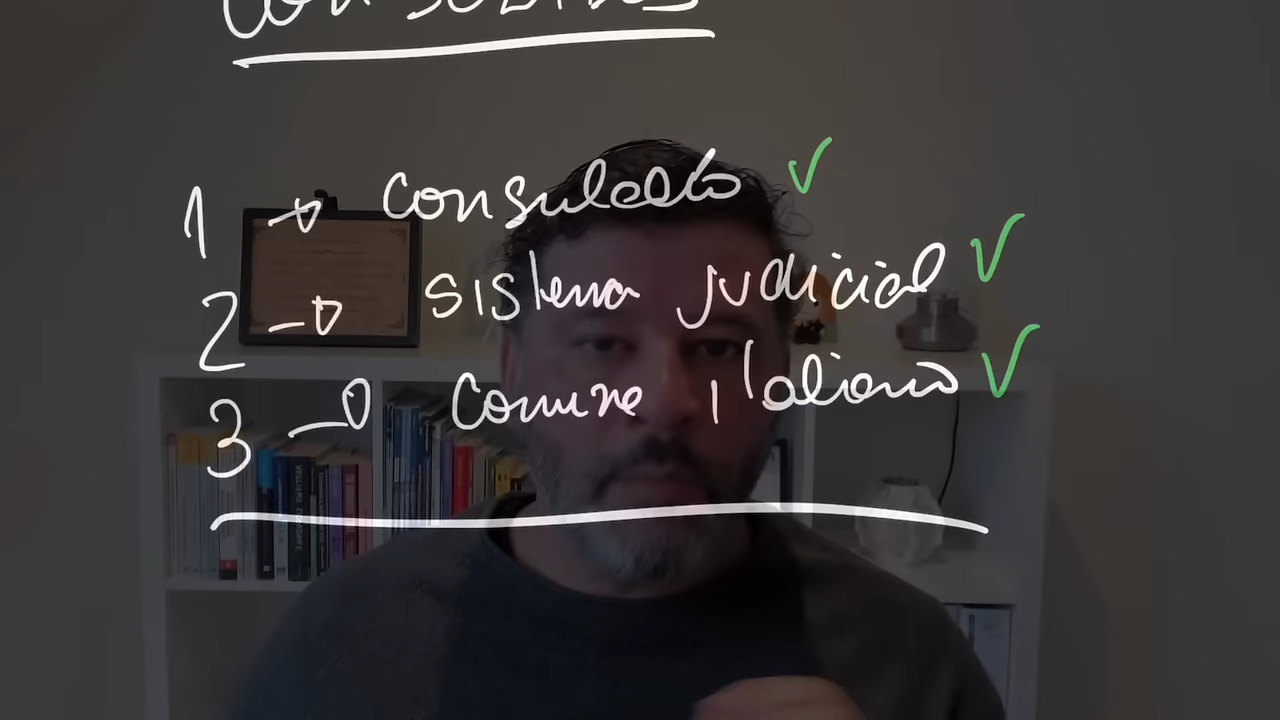 1 → consulado ✓
2 → sistema judicial ✓
3 → comune italiano ✓